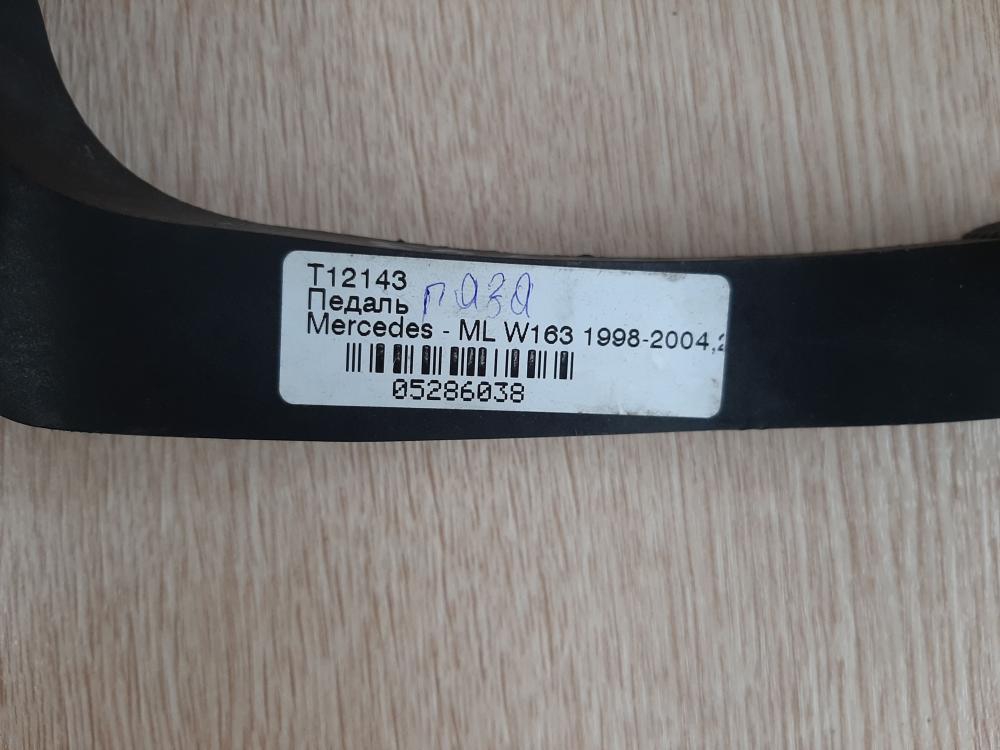 T12143
Педаль газа
Mercedes - ML W163 1998-2004,2
05286038